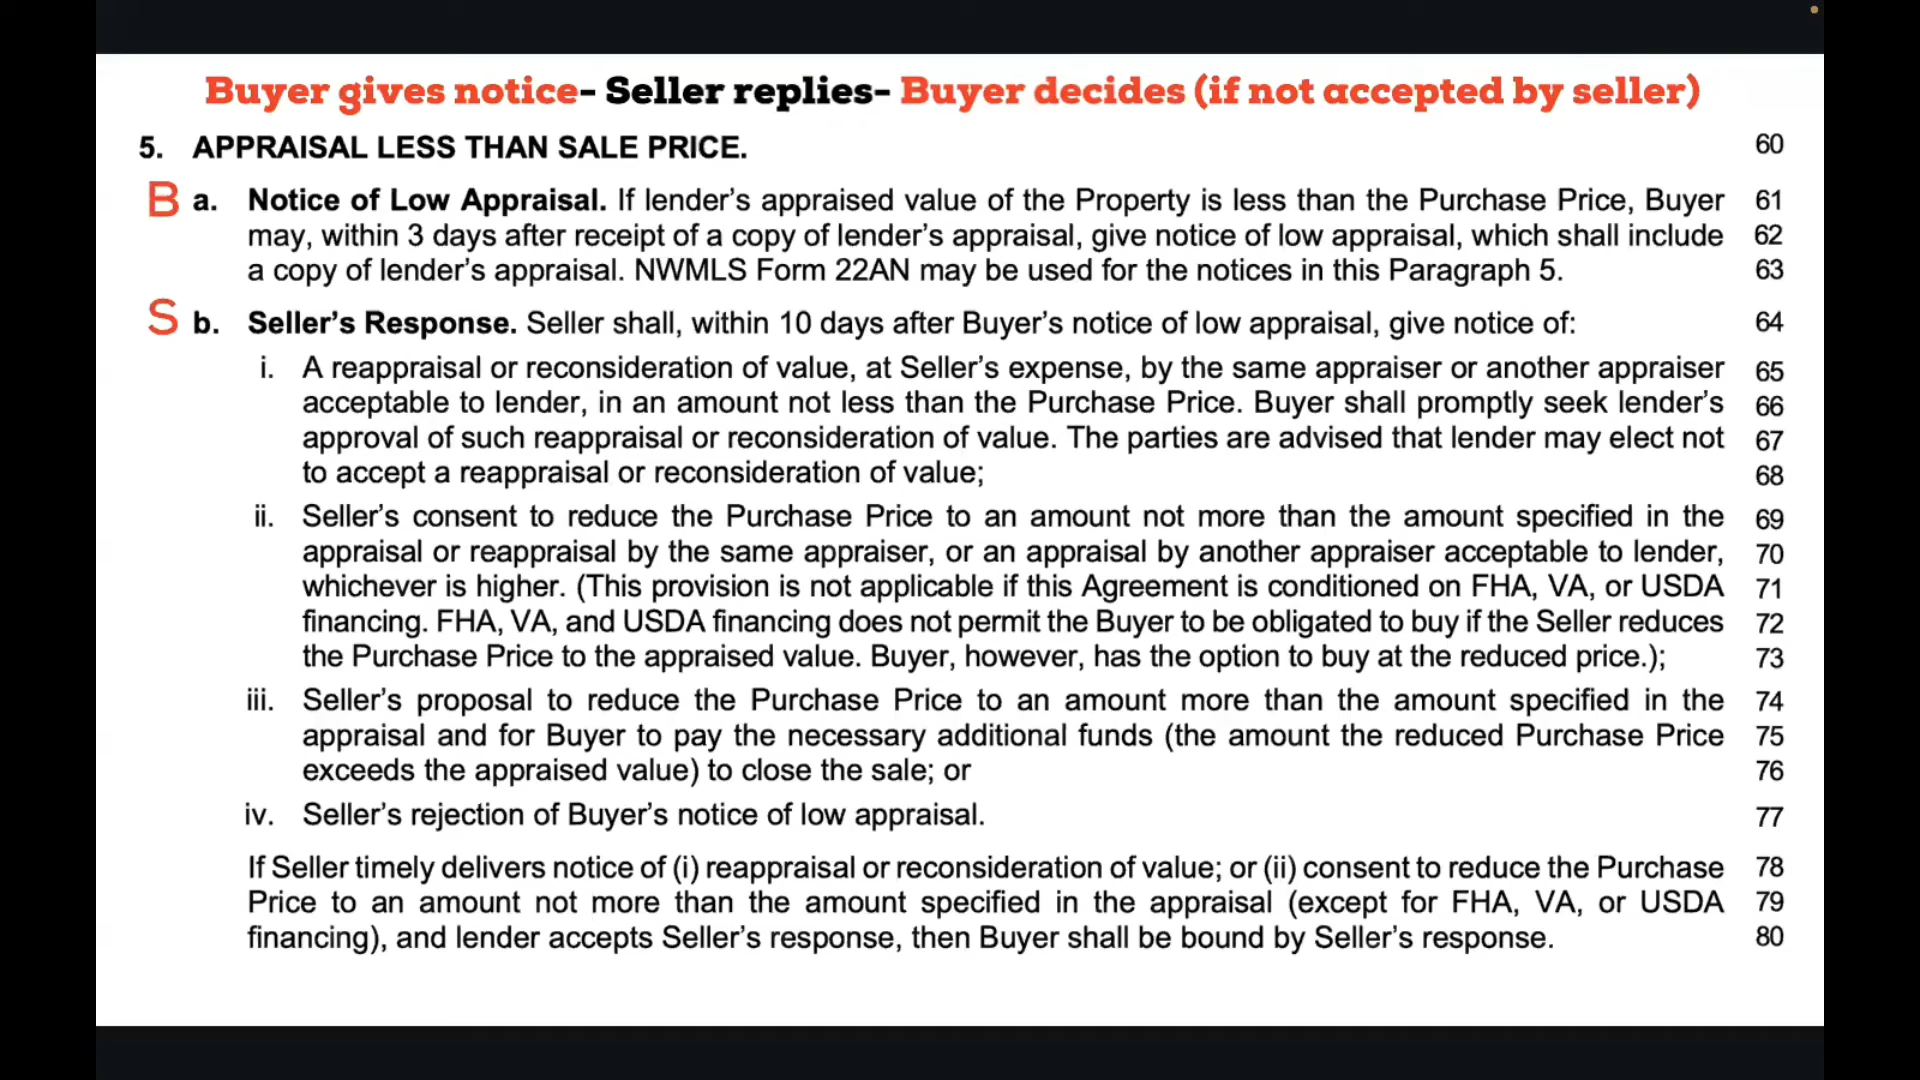 Buyer gives notice- Seller replies- Buyer decides (if not accepted by seller)
5. APPRAISAL LESS THAN SALE PRICE. 60
B a. Notice of Low Appraisal. If lender’s appraised value of the Property is less than the Purchase Price, Buyer 61
may, within 3 days after receipt of a copy of lender’s appraisal, give notice of low appraisal, which shall include 62
a copy of lender’s appraisal. NWMLS Form 22AN may be used for the notices in this Paragraph 5. 63
S b. Seller’s Response. Seller shall, within 10 days after Buyer’s notice of low appraisal, give notice of: 64
i. A reappraisal or reconsideration of value, at Seller’s expense, by the same appraiser or another appraiser 65
acceptable to lender, in an amount not less than the Purchase Price. Buyer shall promptly seek lender’s 66
approval of such reappraisal or reconsideration of value. The parties are advised that lender may elect not 67
to accept a reappraisal or reconsideration of value; 68
ii. Seller’s consent to reduce the Purchase Price to an amount not more than the amount specified in the 69
appraisal or reappraisal by the same appraiser, or an appraisal by another appraiser acceptable to lender, 70
whichever is higher. (This provision is not applicable if this Agreement is conditioned on FHA, VA, or USDA 71
financing. FHA, VA, and USDA financing does not permit the Buyer to be obligated to buy if the Seller reduces 72
the Purchase Price to the appraised value. Buyer, however, has the option to buy at the reduced price.); 73
iii. Seller’s proposal to reduce the Purchase Price to an amount more than the amount specified in the 74
appraisal and for Buyer to pay the necessary additional funds (the amount the reduced Purchase Price 75
exceeds the appraised value) to close the sale; or 76
iv. Seller’s rejection of Buyer’s notice of low appraisal. 77
If Seller timely delivers notice of (i) reappraisal or reconsideration of value; or (ii) consent to reduce the Purchase 78
Price to an amount not more than the amount specified in the appraisal (except for FHA, VA, or USDA 79
financing), and lender accepts Seller’s response, then Buyer shall be bound by Seller’s response. 80